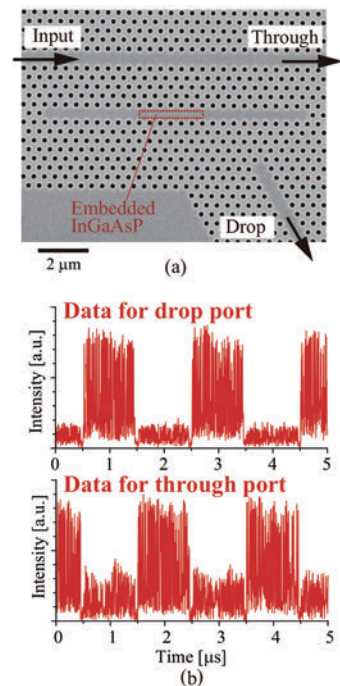 Input
Through
Embedded
InGaAsP
Drop
2 μm
(a)
Data for drop port
Intensity [a.u.]
0 1 2 3 4 5
Data for through port
Intensity [a.u.]
0 1 2 3 4 5
Time [μs]
(b)